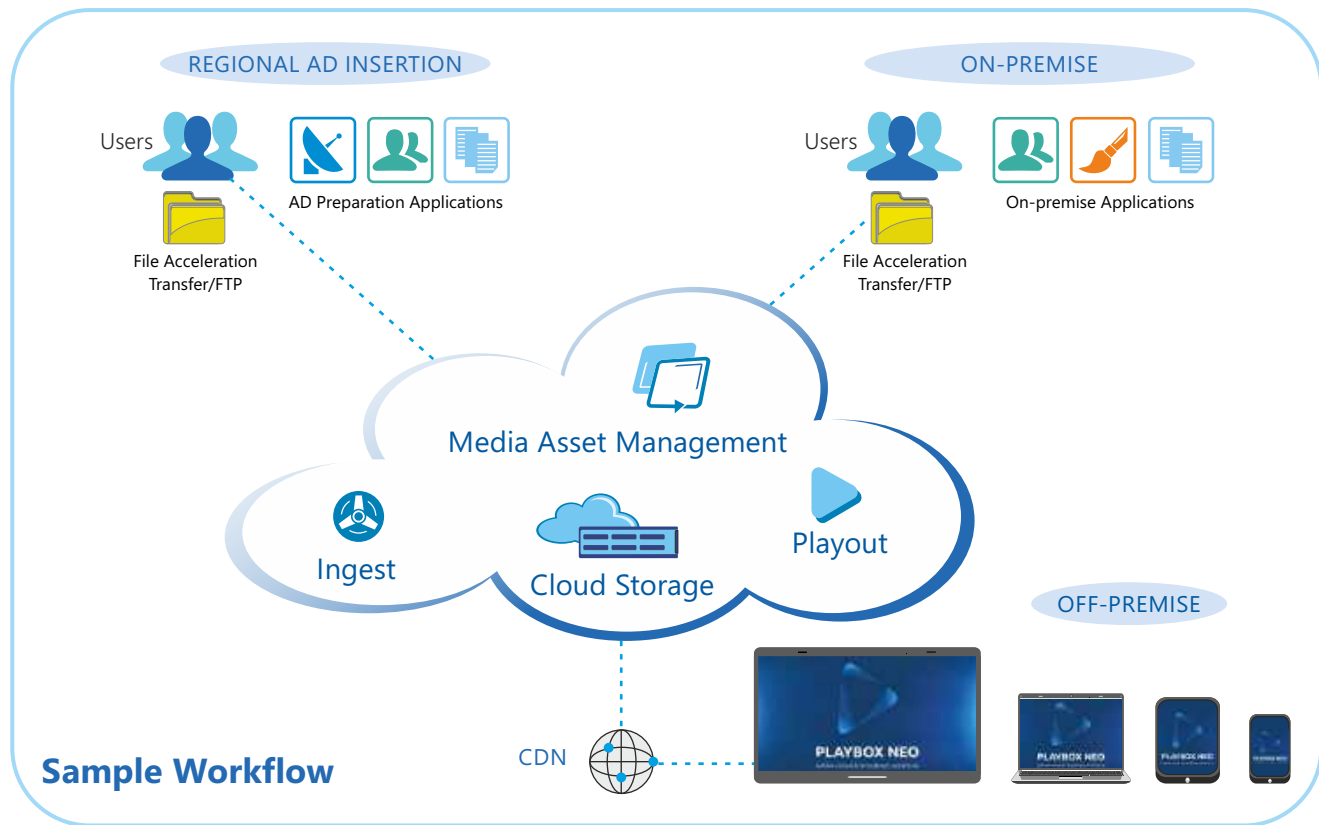 REGIONAL AD INSERTION
ON-PREMISE
Users
AD Preparation Applications
File Acceleration
Transfer/FTP
Users
On-premise Applications
File Acceleration
Transfer/FTP
Media Asset Management
Ingest
Cloud Storage
Playout
OFF-PREMISE
CDN
PLAYBOX NEO
PLAYBOX NEO
PLAYBOX NEO
PLAYBOX NEO
Sample Workflow